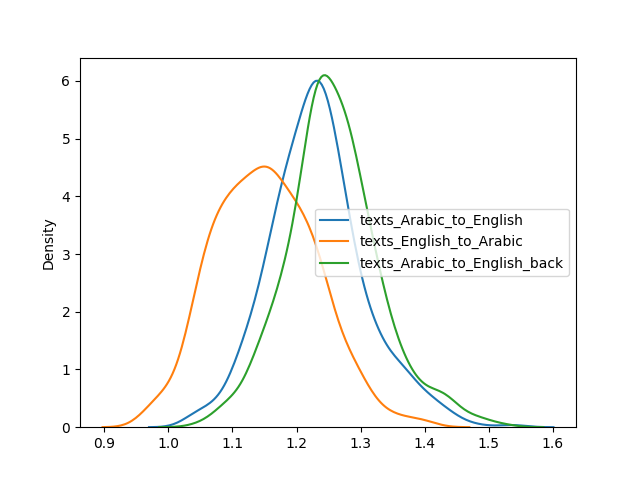 Density
6
5
4
3
2
1
0
0.9 1.0 1.1 1.2 1.3 1.4 1.5 1.6
texts_Arabic_to_English
texts_English_to_Arabic
texts_Arabic_to_English_back